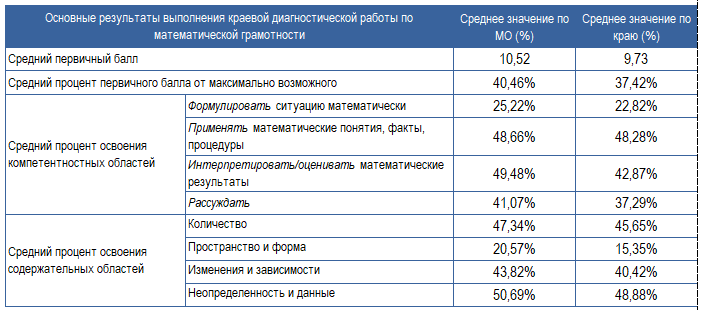 Основные результаты выполнения краевой диагностической работы по
математической грамотности
Среднее значение по
МО (%)
Среднее значение по
краю (%)
Средний первичный балл
10,52
9,73
Средний процент первичного балла от максимально возможного
40,46%
37,42%
Средний процент освоения
компетентностных областей
Формулировать ситуацию математически
25,22%
22,82%
Применять математические понятия, факты,
процедуры
48,66%
48,28%
Интерпретировать/оценивать математические
результаты
49,48%
42,87%
Рассуждать
41,07%
37,29%
Средний процент освоения
содержательных областей
Количество
47,34%
45,65%
Пространство и форма
20,57%
15,35%
Изменения и зависимости
43,82%
40,42%
Неопределенность и данные
50,69%
48,88%